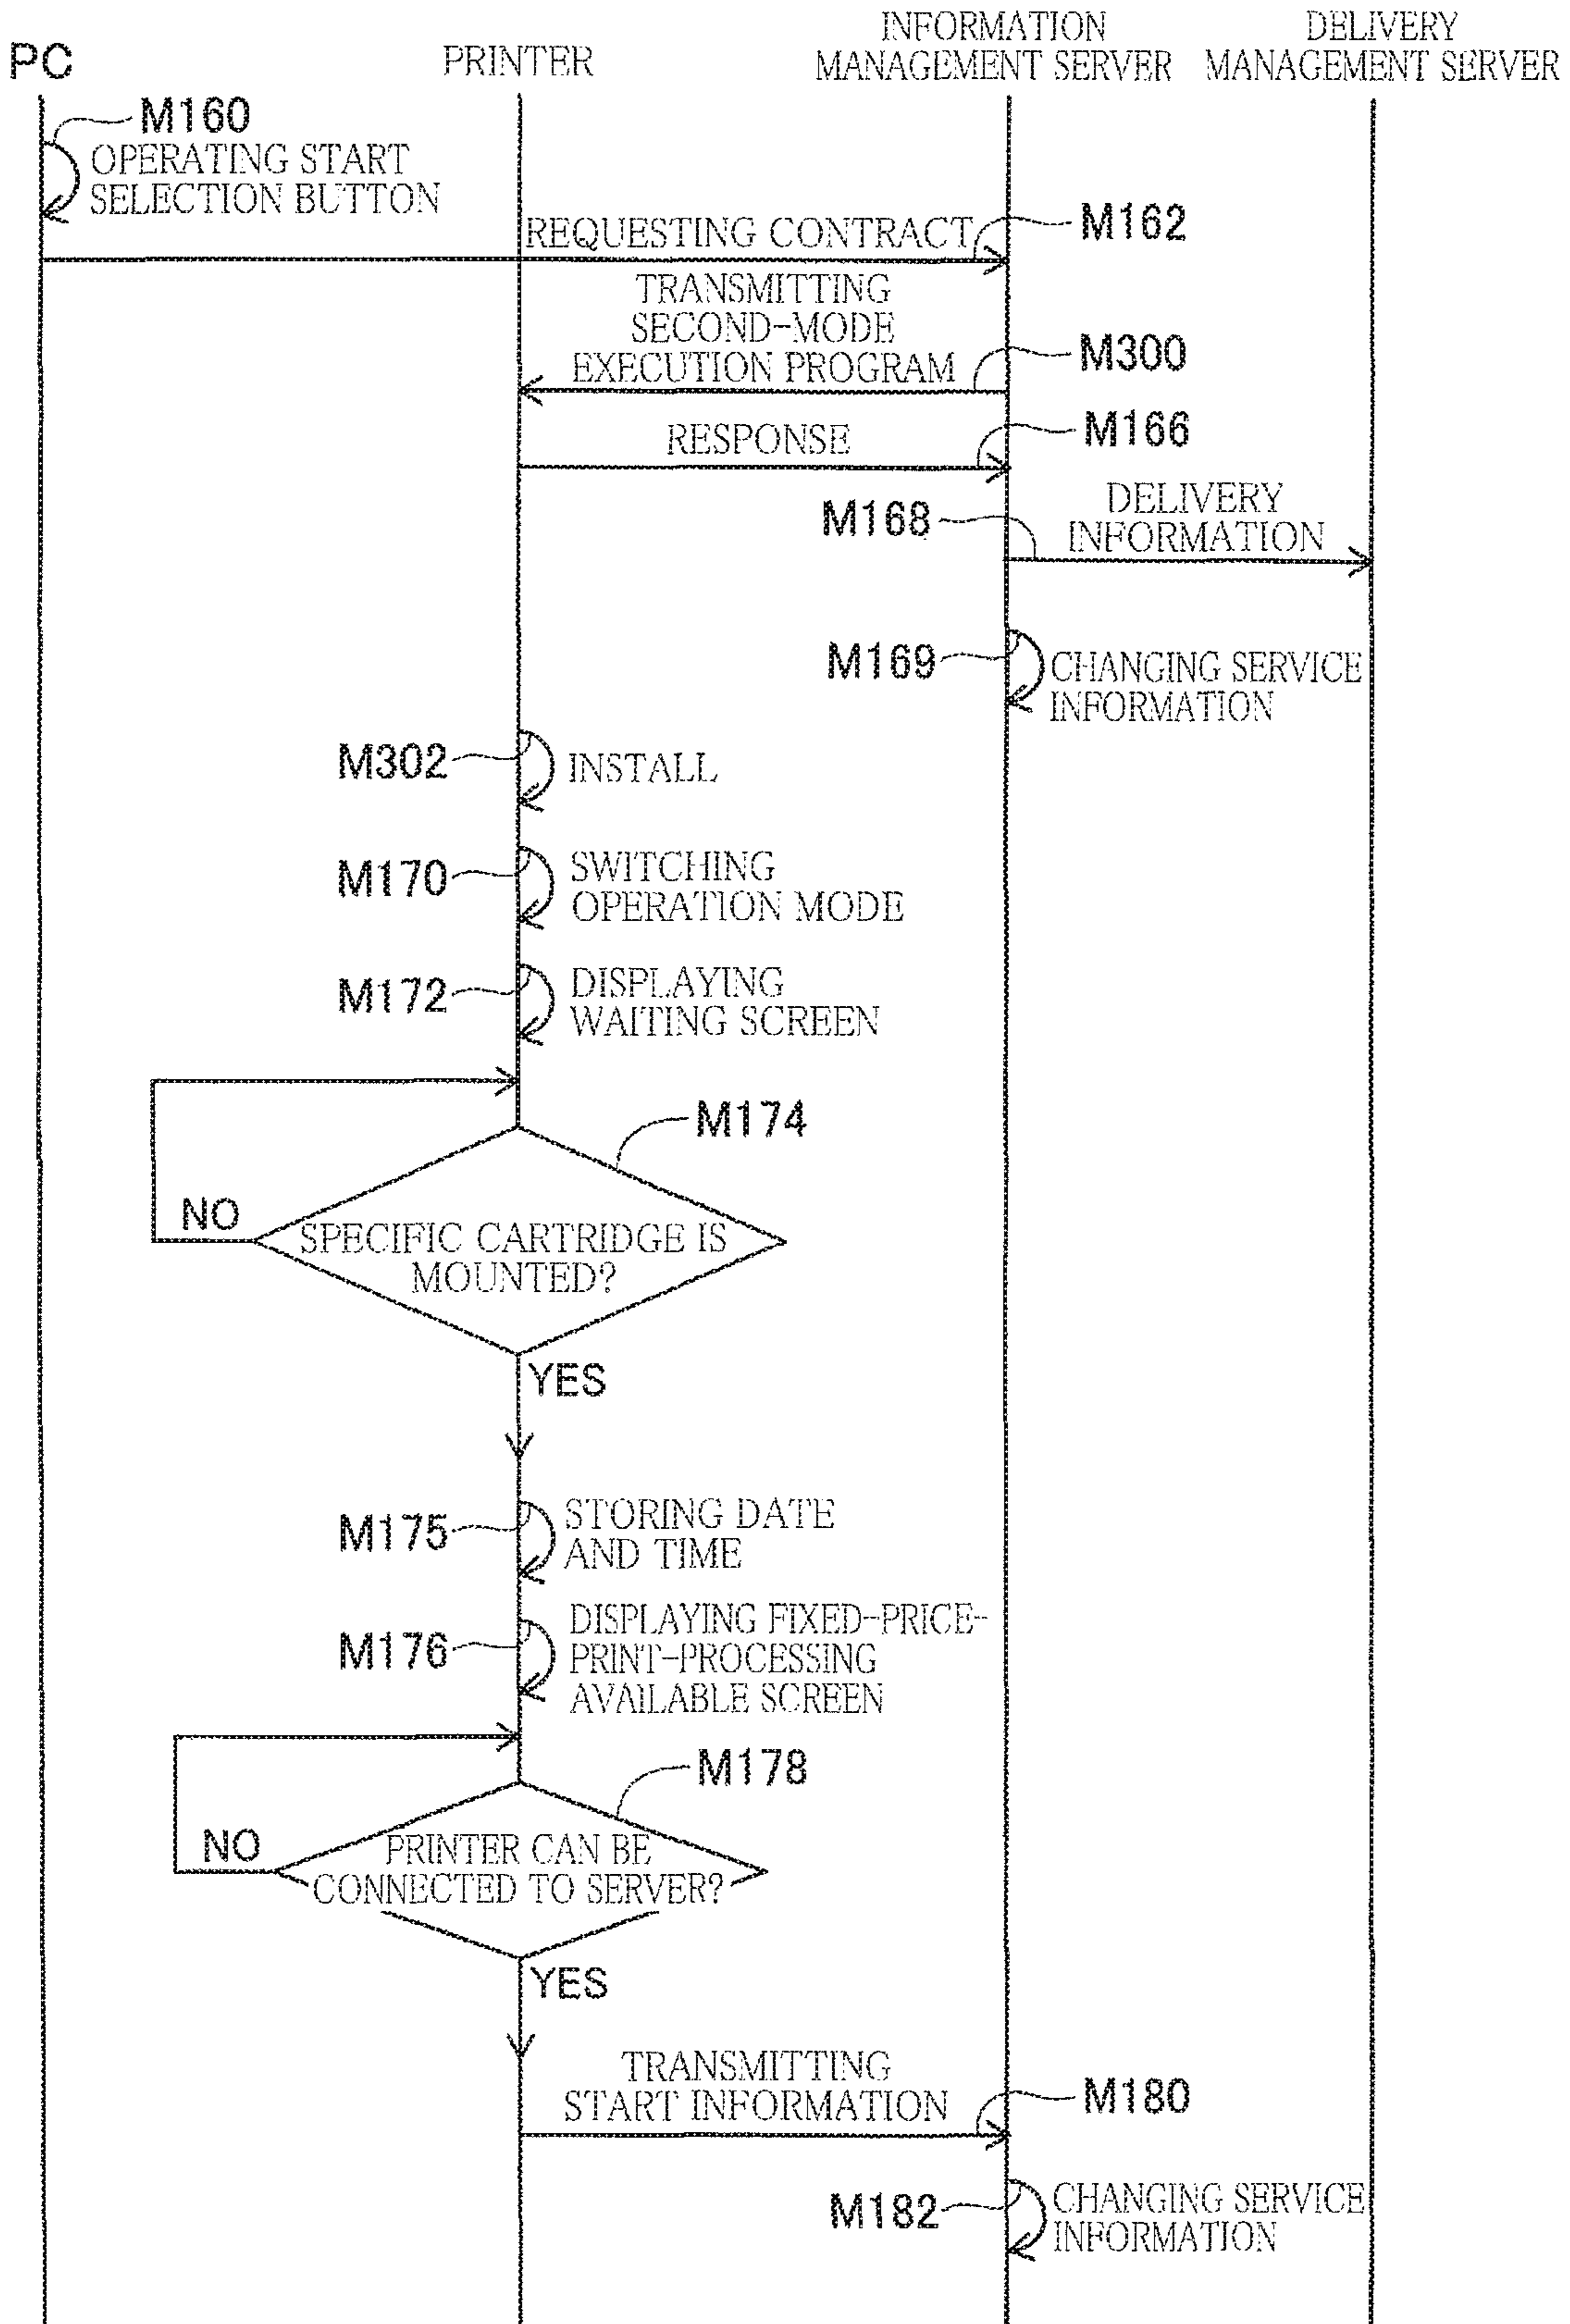 PC
PRINTER
INFORMATION
MANAGEMENT SERVER
DELIVERY
MANAGEMENT SERVER
M160
OPERATING START
SELECTION BUTTON
REQUESTING CONTRACT
M162
TRANSMITTING
SECOND-MODE
EXECUTION PROGRAM
M300
RESPONSE
M166
M168
DELIVERY
INFORMATION
M169
CHANGING SERVICE
INFORMATION
M302
INSTALL
M170
SWITCHING
OPERATION MODE
M172
DISPLAYING
WAITING SCREEN
M174
NO
SPECIFIC CARTRIDGE IS
MOUNTED?
YES
M175
STORING DATE
AND TIME
M176
DISPLAYING FIXED-PRICE-
PRINT-PROCESSING
AVAILABLE SCREEN
M178
NO
PRINTER CAN BE
CONNECTED TO SERVER?
YES
TRANSMITTING
START INFORMATION
M180
M182
CHANGING SERVICE
INFORMATION